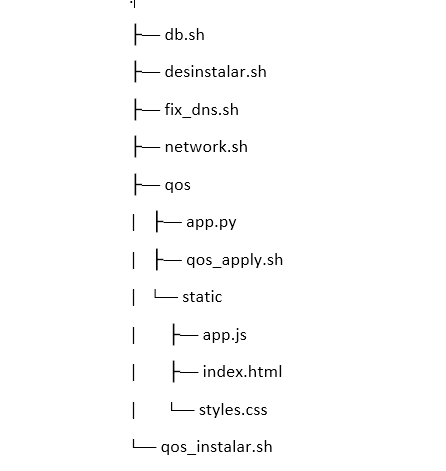 ├── db.sh
├── desinstalar.sh
├── fix_dns.sh
├── network.sh
├── qos
│   ├── app.py
│   ├── qos_apply.sh
│   └── static
│       ├── app.js
│       ├── index.html
│       └── styles.css
└── qos_instalar.sh